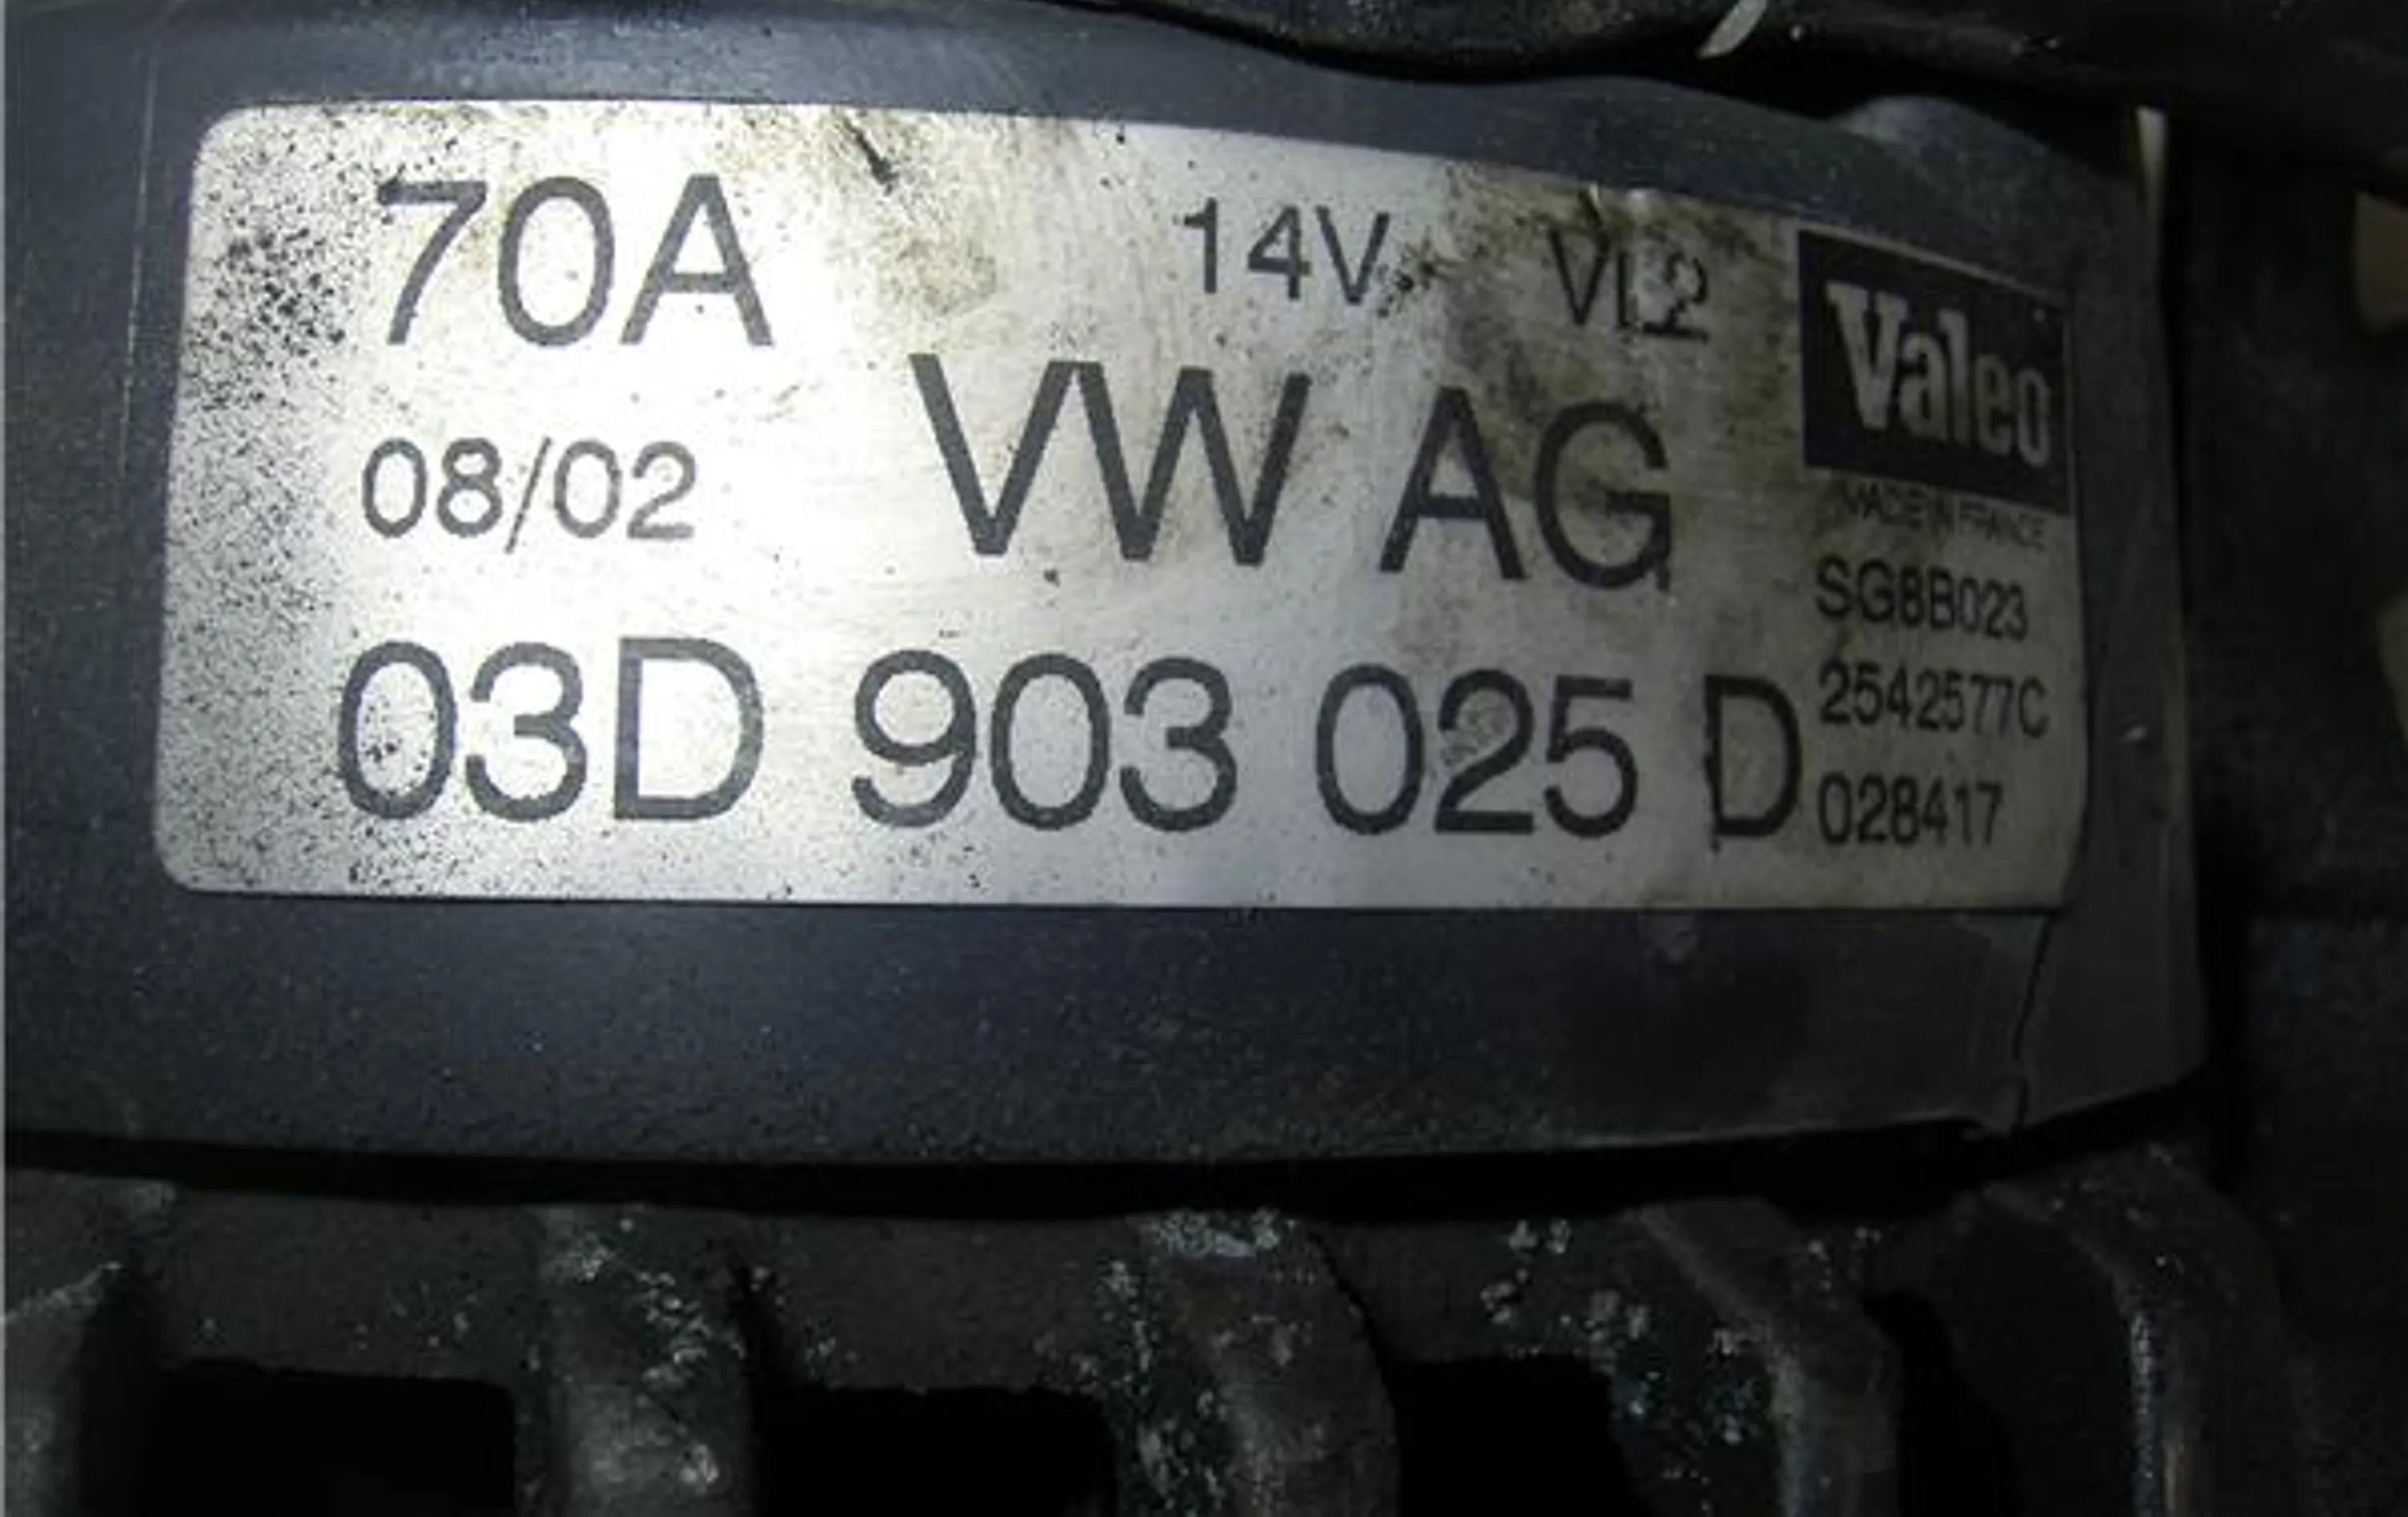 70A 14V VL2
08/02 VW AG
03D 903 025 D
Valeo
MADE IN FRANCE
SG8B023
2542577C
028417